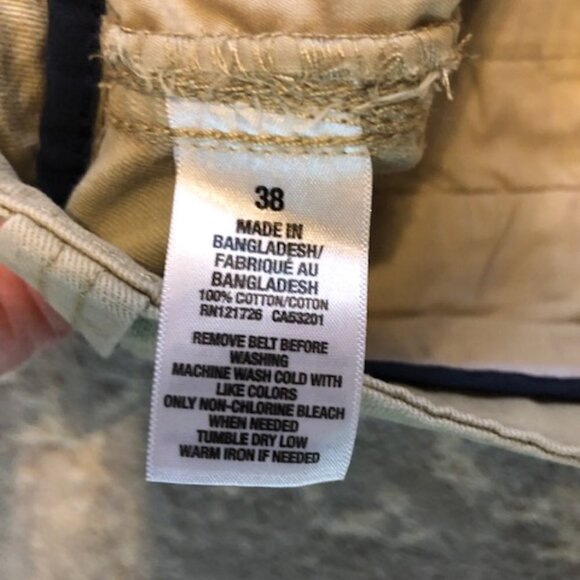 38
MADE IN
BANGLADESH/
FABRIQUÉ AU
BANGLADESH
100% COTTON/COTON
RN121726 CA53201
REMOVE BELT BEFORE
WASHING
MACHINE WASH COLD WITH
LIKE COLORS
ONLY NON-CHLORINE BLEACH
WHEN NEEDED
TUMBLE DRY LOW
WARM IRON IF NEEDED